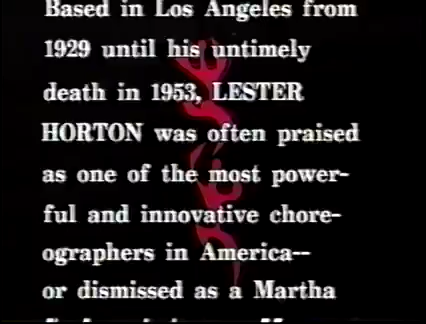 Based in Los Angeles from
1929 until his untimely
death in 1953, LESTER
HORTON was often praised
as one of the most power-
ful and innovative chore-
ographers in America--
or dismissed as a Martha